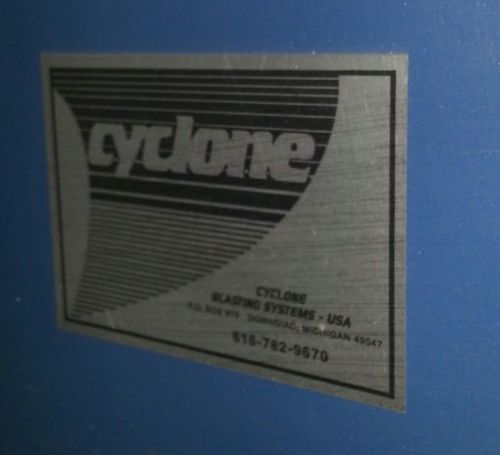 cyclone
CYCLONE
BLASTING SYSTEMS - USA
P.O. BOX 815 DOWAGIAC, MICHIGAN 49047
616-782-9670